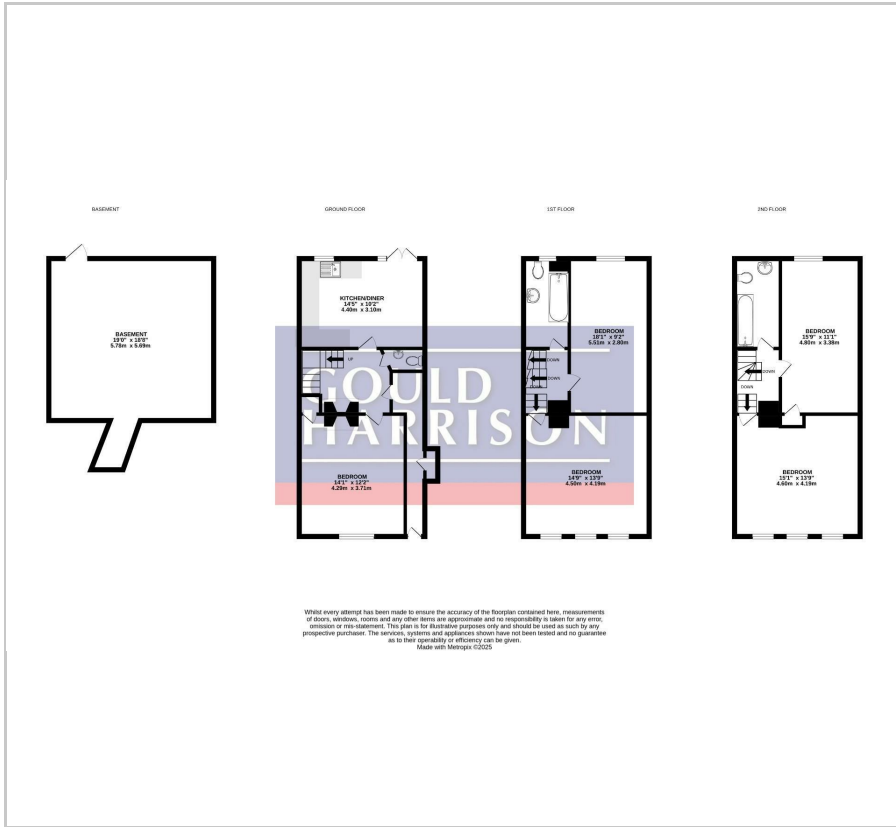 BASEMENT
GROUND FLOOR
1ST FLOOR
2ND FLOOR
BASEMENT
19'0" x 18'8"
5.78m x 5.69m
KITCHEN/DINER
14'5" x 10'2"
4.40m x 3.10m
UP
BEDROOM
14'1" x 12'2"
4.29m x 3.71m
BEDROOM
18'1" x 9'2"
5.51m x 2.80m
DOWN
DOWN
DOWN
BEDROOM
14'9" x 13'9"
4.50m x 4.19m
BEDROOM
15'9" x 11'1"
4.80m x 3.38m
DOWN
DOWN
BEDROOM
15'1" x 13'9"
4.60m x 4.19m
GOULD
HARRISON
Whilst every attempt has been made to ensure the accuracy of the floorplan contained here, measurements
of doors, windows, rooms and any other items are approximate and no responsibility is taken for any error,
omission or mis-statement. This plan is for illustrative purposes only and should be used as such by any
prospective purchaser. The services, systems and appliances shown have not been tested and no guarantee
as to their operability or efficiency can be given.
Made with Metropix ©2025